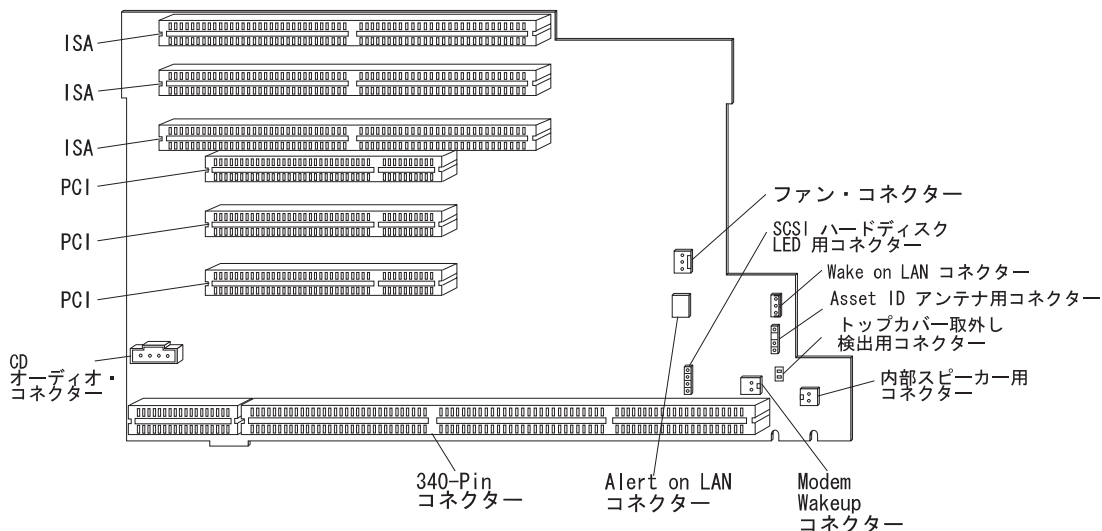 ISA
ISA
ISA
PCI
PCI
PCI
ファン・コネクター
SCSI ハードディスク
LED 用コネクター
Wake on LAN コネクター
Asset ID アンテナ用コネクター
トップカバー取外し
検出用コネクター
CD
オーディオ・
コネクター
内部スピーカー用
コネクター
340-Pin
コネクター
Alert on LAN
コネクター
Modem
Wakeup
コネクター